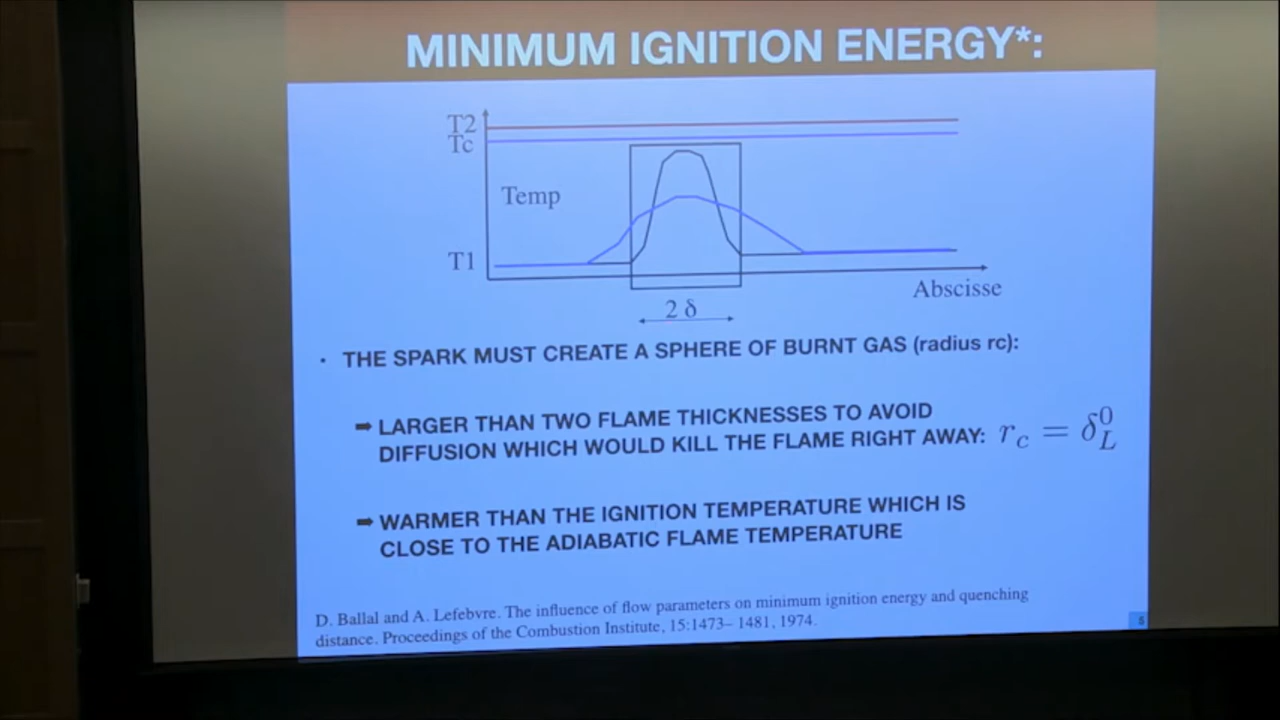 MINIMUM IGNITION ENERGY*:
T2
Tc
Temp
T1
Abscisse
2 δ
· THE SPARK MUST CREATE A SPHERE OF BURNT GAS (radius rc):
➡ LARGER THAN TWO FLAME THICKNESSES TO AVOID
DIFFUSION WHICH WOULD KILL THE FLAME RIGHT AWAY: r_c = δ_L^0
➡ WARMER THAN THE IGNITION TEMPERATURE WHICH IS
CLOSE TO THE ADIABATIC FLAME TEMPERATURE
D. Ballal and A. Lefebvre. The influence of flow parameters on minimum ignition energy and quenching
distance. Proceedings of the Combustion Institute, 15:1473– 1481, 1974.
5